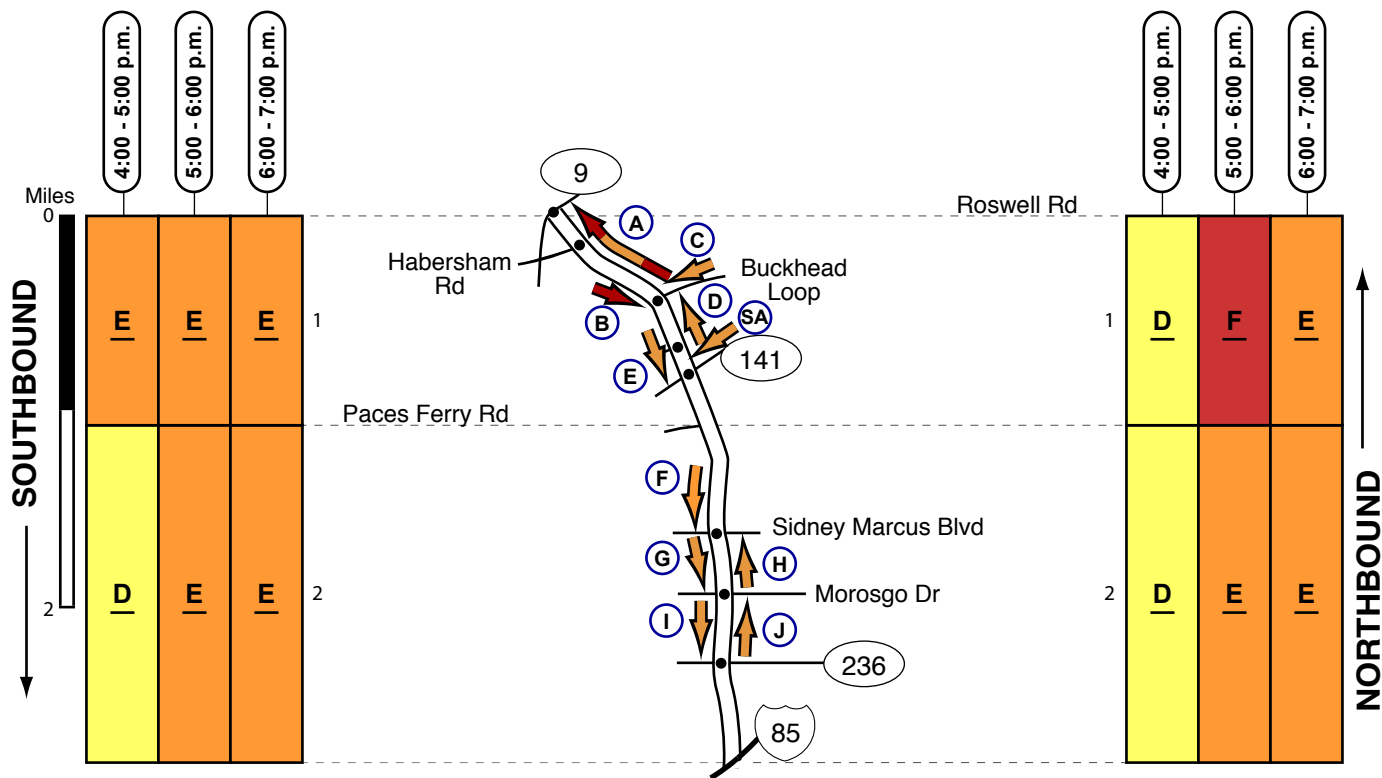 4:00 - 5:00 p.m.
5:00 - 6:00 p.m.
6:00 - 7:00 p.m.
4:00 - 5:00 p.m.
5:00 - 6:00 p.m.
6:00 - 7:00 p.m.
Miles
0
2
SOUTHBOUND
E E E 1
D E E 2
Roswell Rd
9
A
Habersham
Rd
C
Buckhead
Loop
B
D
SA
E
141
Paces Ferry Rd
F
Sidney Marcus Blvd
G
H
Morosgo Dr
I
J
236
85
1 D F E
2 D E E
NORTHBOUND